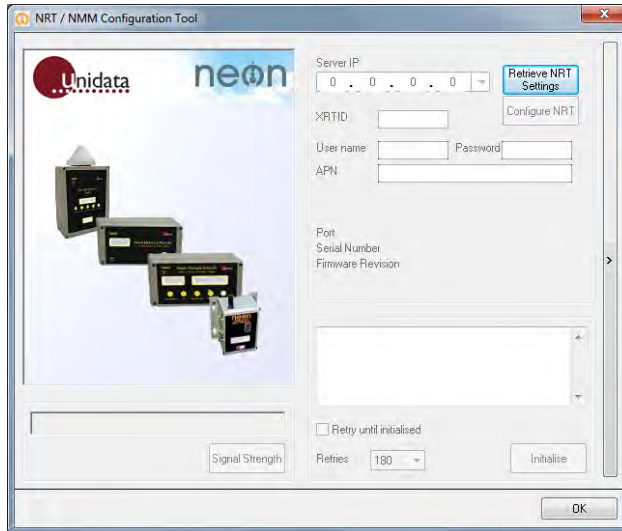 NRT / NMM Configuration Tool
Unidata
neon
Server IP
0 . 0 . 0 . 0
Retrieve NRT
Settings
XRTID
Configure NRT
User name
Password
APN
Port
Serial Number
Firmware Revision
neon
Retry until initialised
Signal Strength
Retries
180
Initialise
OK